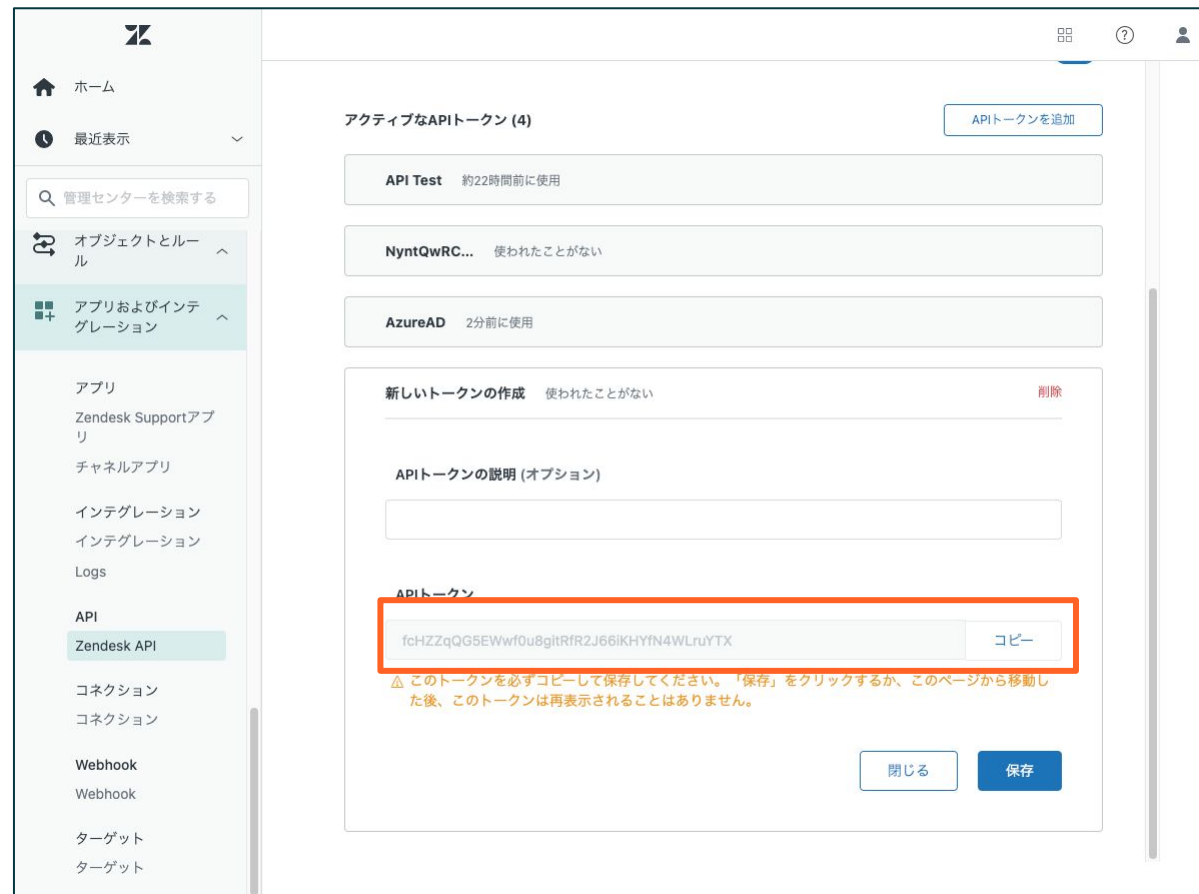 ホーム
最近表示
管理センターを検索する
オブジェクトとルー
ル
アプリおよびインテ
グレーション
アプリ
Zendesk Supportアプ
リ
チャネルアプリ
インテグレーション
インテグレーション
Logs
API
Zendesk API
コネクション
コネクション
Webhook
Webhook
ターゲット
ターゲット
アクティブなAPIトークン (4)
APIトークンを追加
API Test 約22時間前に使用
NyntQwRC... 使われたことがない
AzureAD 2分前に使用
新しいトークンの作成 使われたことがない 削除
APIトークンの説明 (オプション)
APIトークン
fcHZZqQG5EWwf0u8gitRfR2J66iKHYfN4WLruYTX コピー
このトークンを必ずコピーして保存してください。「保存」をクリックするか、このページから移動し
た後、このトークンは再表示されることはありません。
閉じる 保存